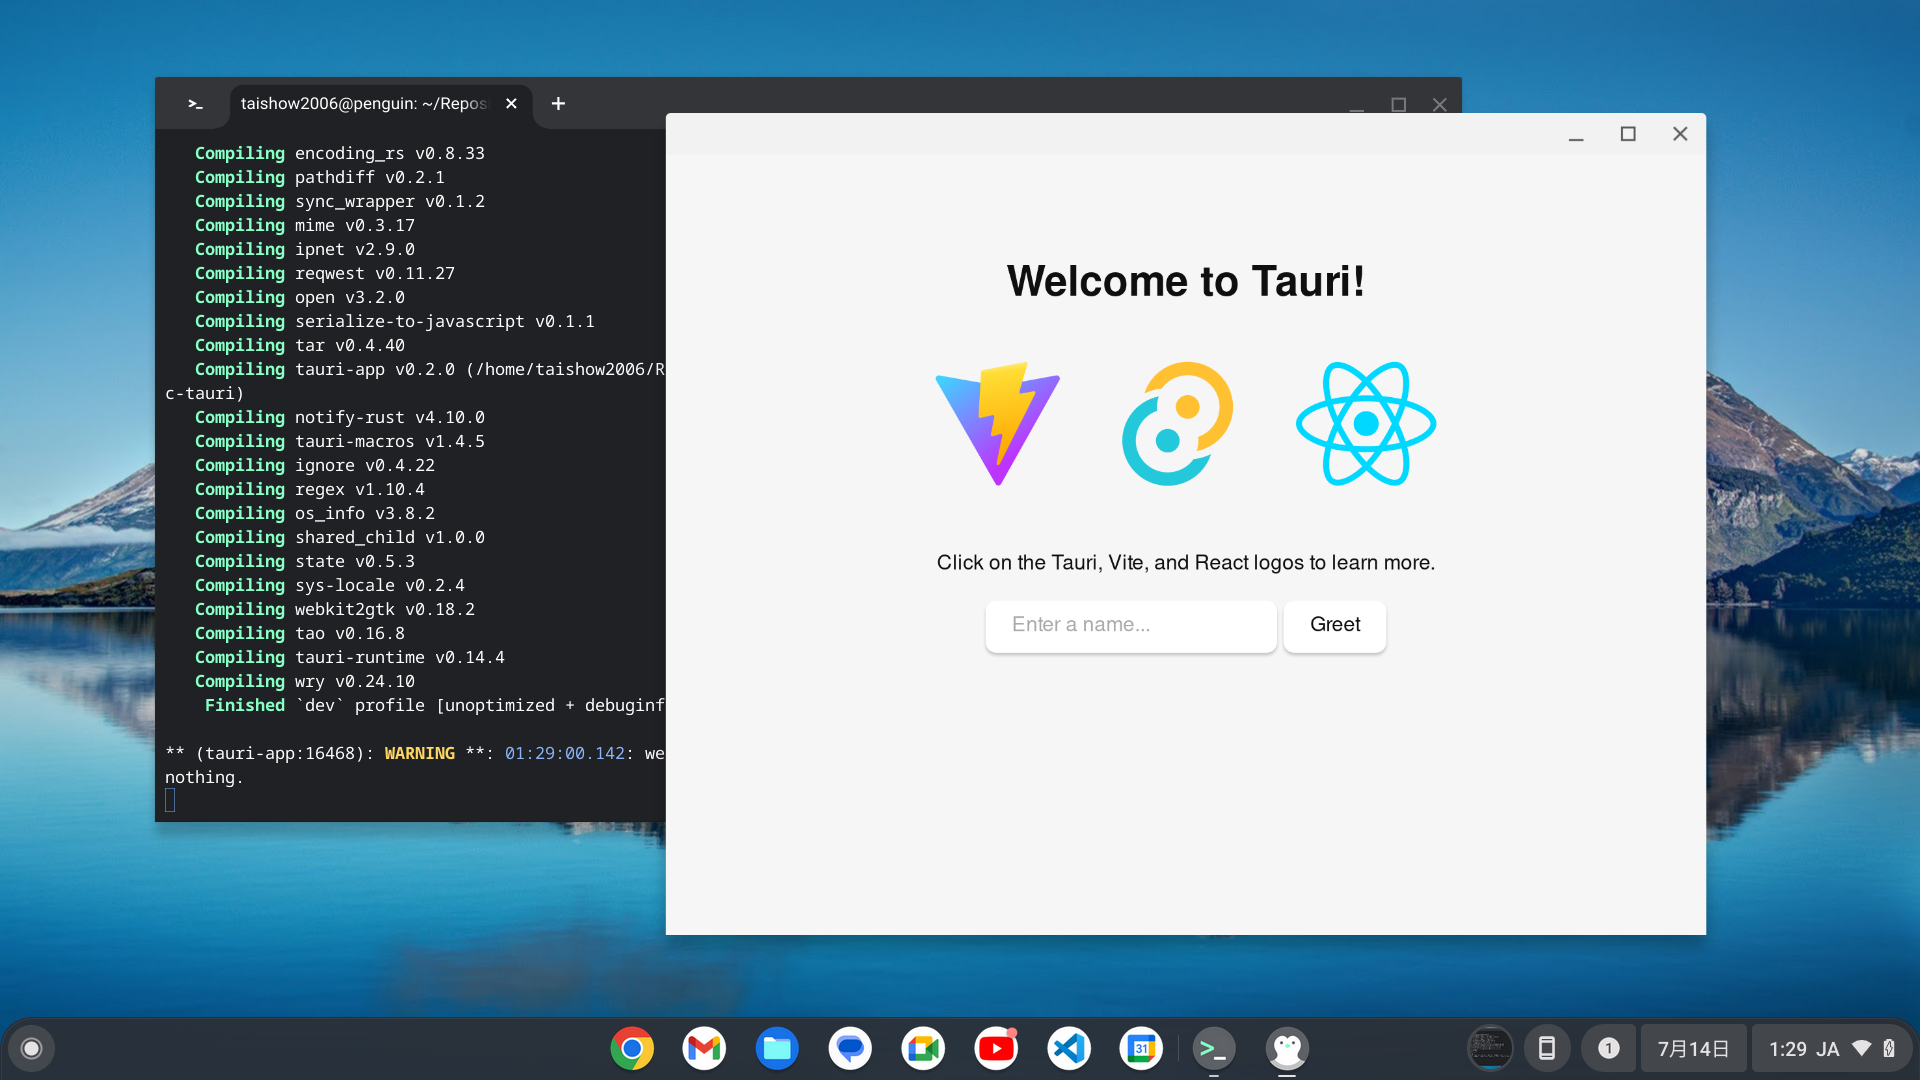 >_ taishow2006@penguin: ~/Repos
Compiling encoding_rs v0.8.33
Compiling pathdiff v0.2.1
Compiling sync_wrapper v0.1.2
Compiling mime v0.3.17
Compiling ipnet v2.9.0
Compiling reqwest v0.11.27
Compiling open v3.2.0
Compiling serialize-to-javascript v0.1.1
Compiling tar v0.4.40
Compiling tauri-app v0.2.0 (/home/taishow2006/R
c-tauri)
Compiling notify-rust v4.10.0
Compiling tauri-macros v1.4.5
Compiling ignore v0.4.22
Compiling regex v1.10.4
Compiling os_info v3.8.2
Compiling shared_child v1.0.0
Compiling state v0.5.3
Compiling sys-locale v0.2.4
Compiling webkit2gtk v0.18.2
Compiling tao v0.16.8
Compiling tauri-runtime v0.14.4
Compiling wry v0.24.10
Finished `dev` profile [unoptimized + debuginf
** (tauri-app:16468): WARNING **: 01:29:00.142: we
nothing.
Welcome to Tauri!
Click on the Tauri, Vite, and React logos to learn more.
Enter a name...
Greet
31
>_
1
7月14日
1:29 JA